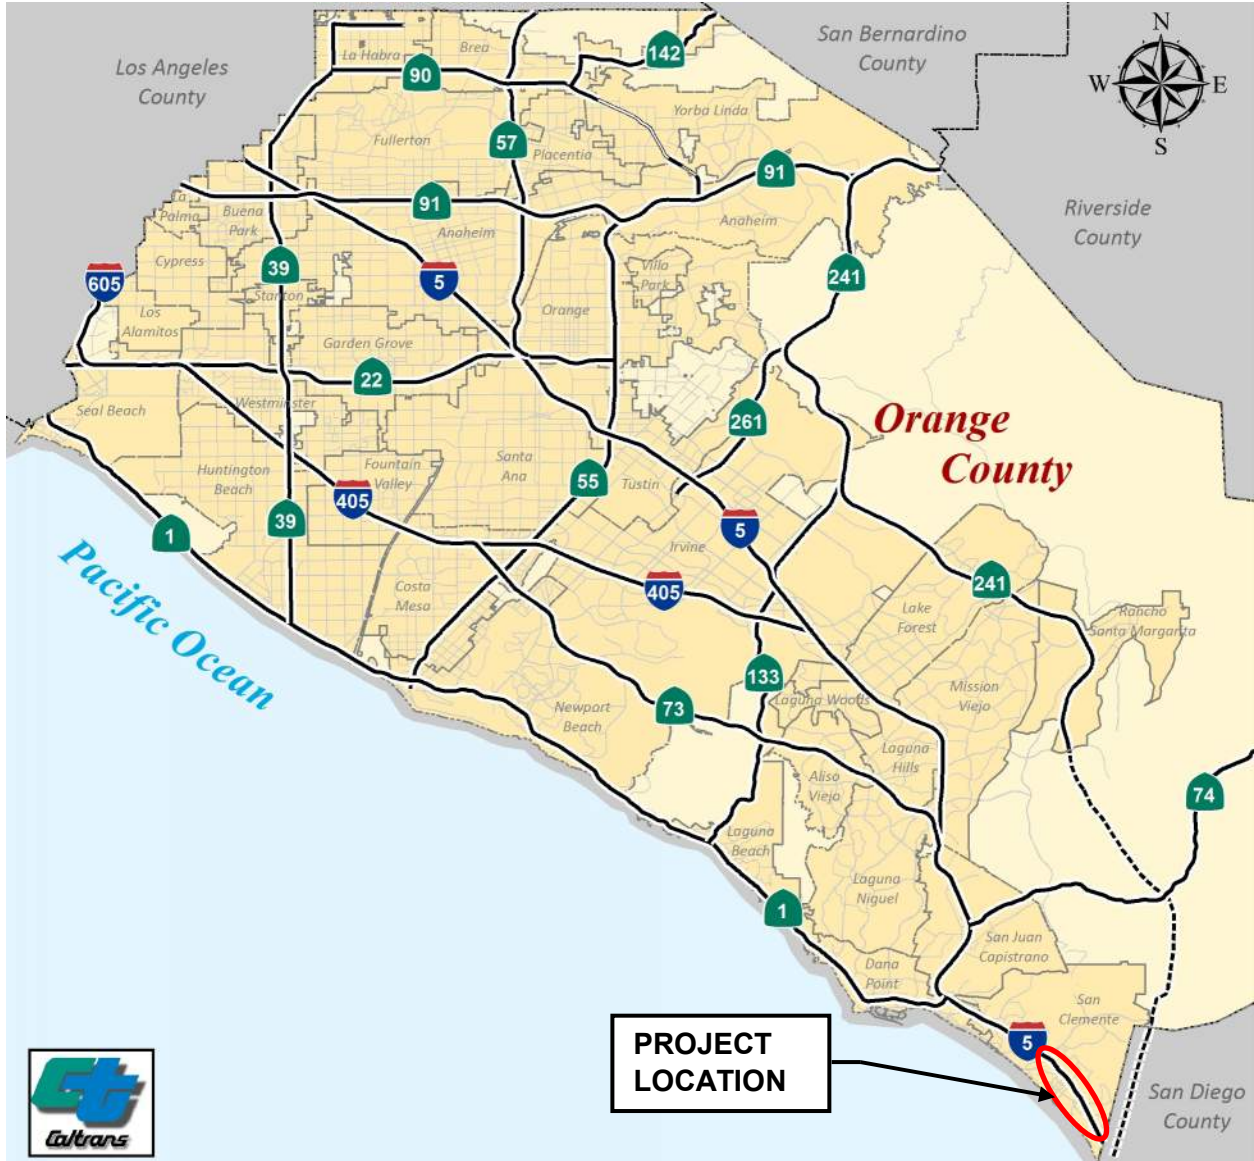 N
W E
S
Los Angeles
County
San Bernardino
County
Riverside
County
San Diego
County
Orange
County
Pacific Ocean
La Habra
Brea
142
90
Fullerton
57
Placentia
Yorba Linda
91
La
Palma
Buena
Park
91
Anaheim
Anaheim
Cypress
39
Stanton
605
Los
Alamitos
5
Villa
Park
241
Orange
Garden Grove
22
Seal Beach
Westminster
261
Huntington
Beach
Fountain
Valley
Santa
Ana
55
Tustin
405
39
1
5
Irvine
405
241
Costa
Mesa
Lake
Forest
Rancho
Santa Margarita
133
Laguna Woods
Mission
Viejo
Newport
Beach
73
Laguna
Hills
Aliso
Viejo
74
Laguna
Beach
Laguna
Niguel
1
San Juan
Capistrano
Dana
Point
San
Clemente
5
PROJECT
LOCATION
Ct
Caltrans